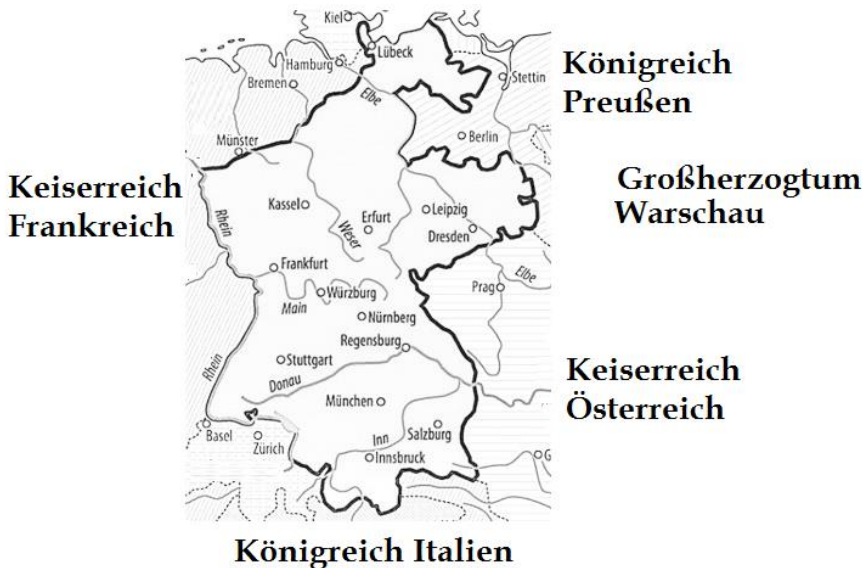 Kiel
Lübeck
Hamburg
Stettin
Bremen
Elbe
Königreich
Preußen
Berlin
Münster
Keiserreich
Frankreich
Großherzogtum
Warschau
Kassel
Leipzig
Rhein
Erfurt
Weser
Dresden
Frankfurt
Elbe
Prag
Würzburg
Main
Nürnberg
Regensburg
Rhein
Stuttgart
Donau
Keiserreich
Österreich
München
Basel
Zürich
Inn
Salzburg
Innsbruck
G
Königreich Italien